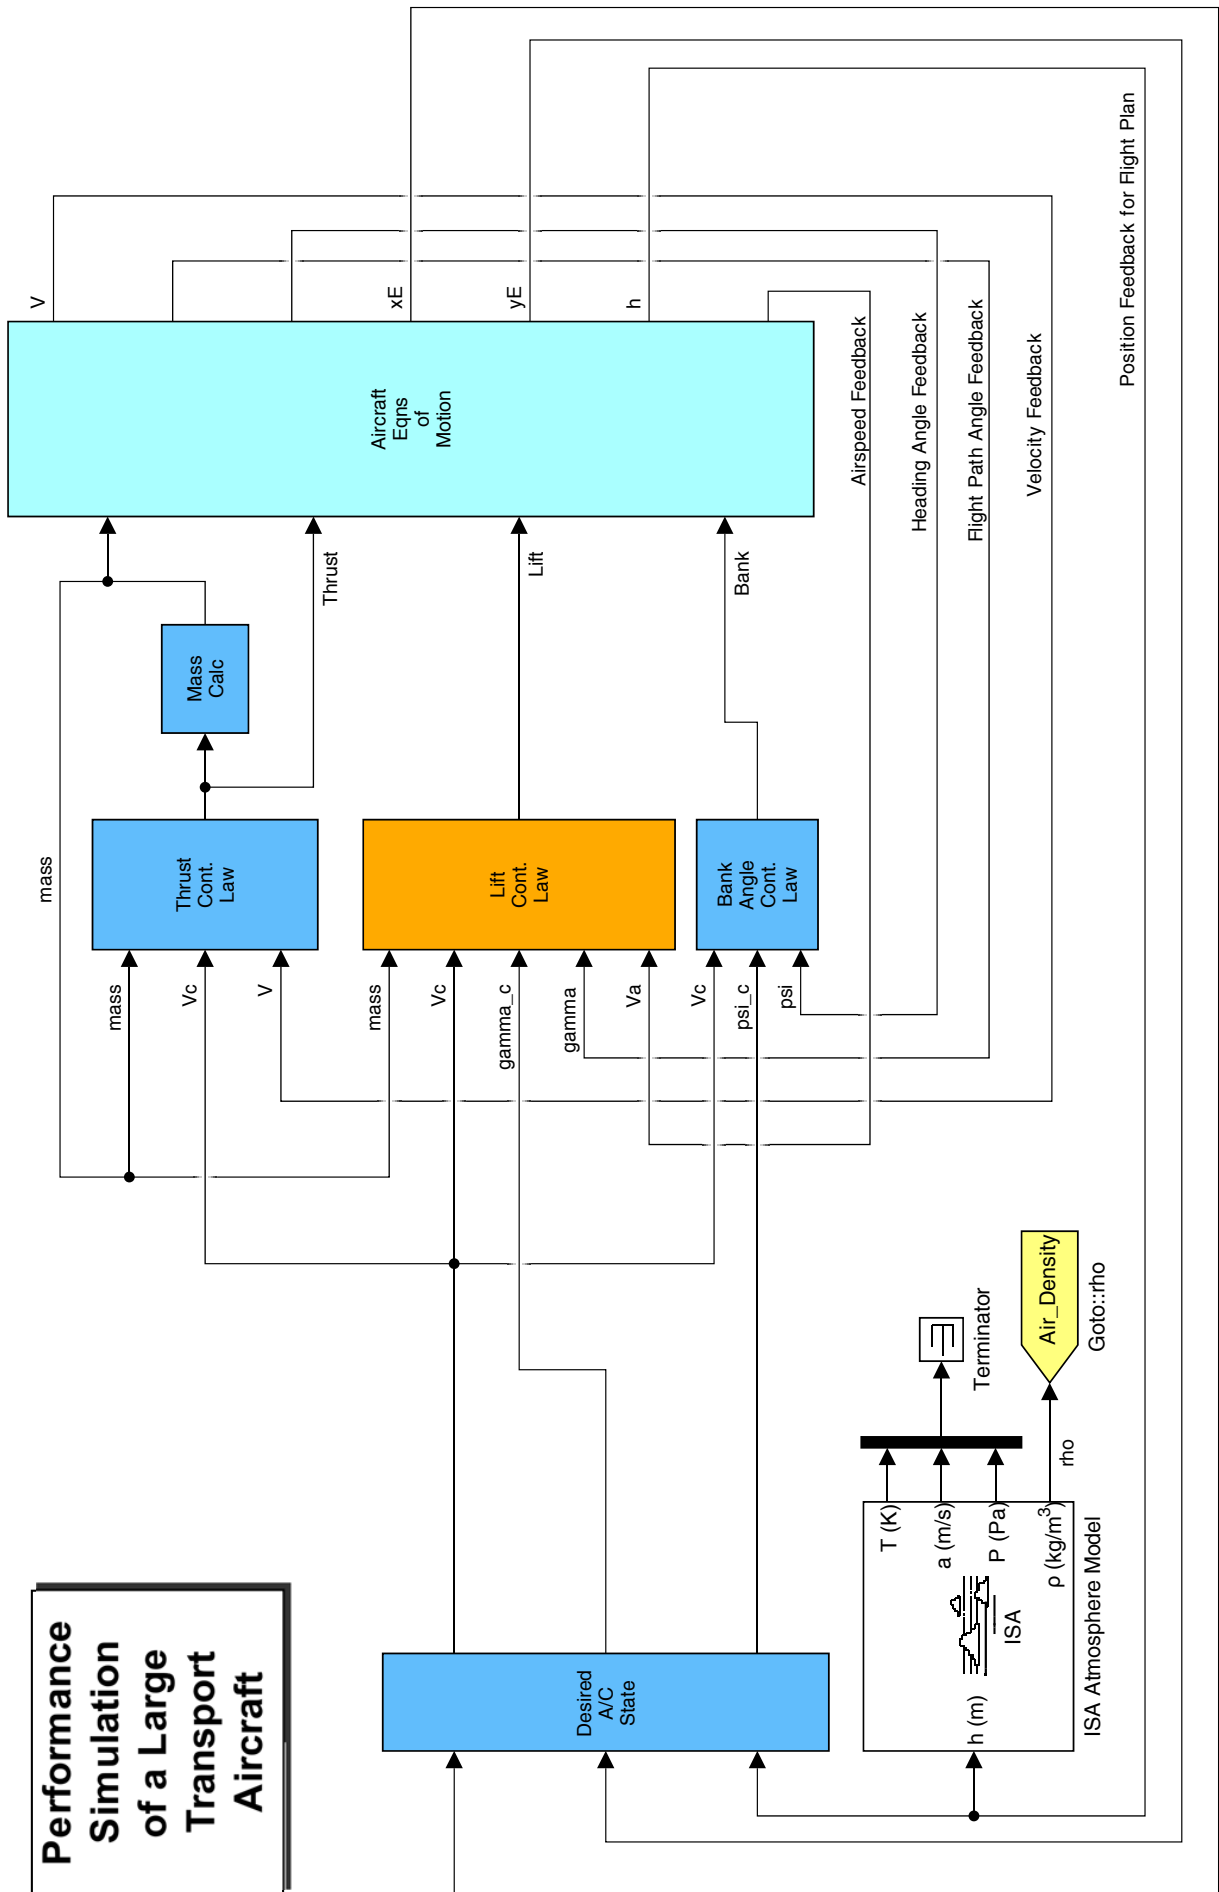 Performance
Simulation
of a Large
Transport
Aircraft
Desired
A/C
State
h (m)
ISA
T (K)
a (m/s)
P (Pa)
ρ (kg/m³)
ISA Atmosphere Model
rho
Terminator
Air_Density
Goto::rho
mass
mass
Vc
V
Thrust
Cont.
Law
mass
Vc
gamma_c
gamma
Va
Lift
Cont.
Law
Vc
psi_c
psi
Bank
Angle
Cont.
Law
Mass
Calc
Thrust
Lift
Bank
Aircraft
Eqns
of
Motion
V
xE
yE
h
Airspeed Feedback
Heading Angle Feedback
Flight Path Angle Feedback
Velocity Feedback
Position Feedback for Flight Plan